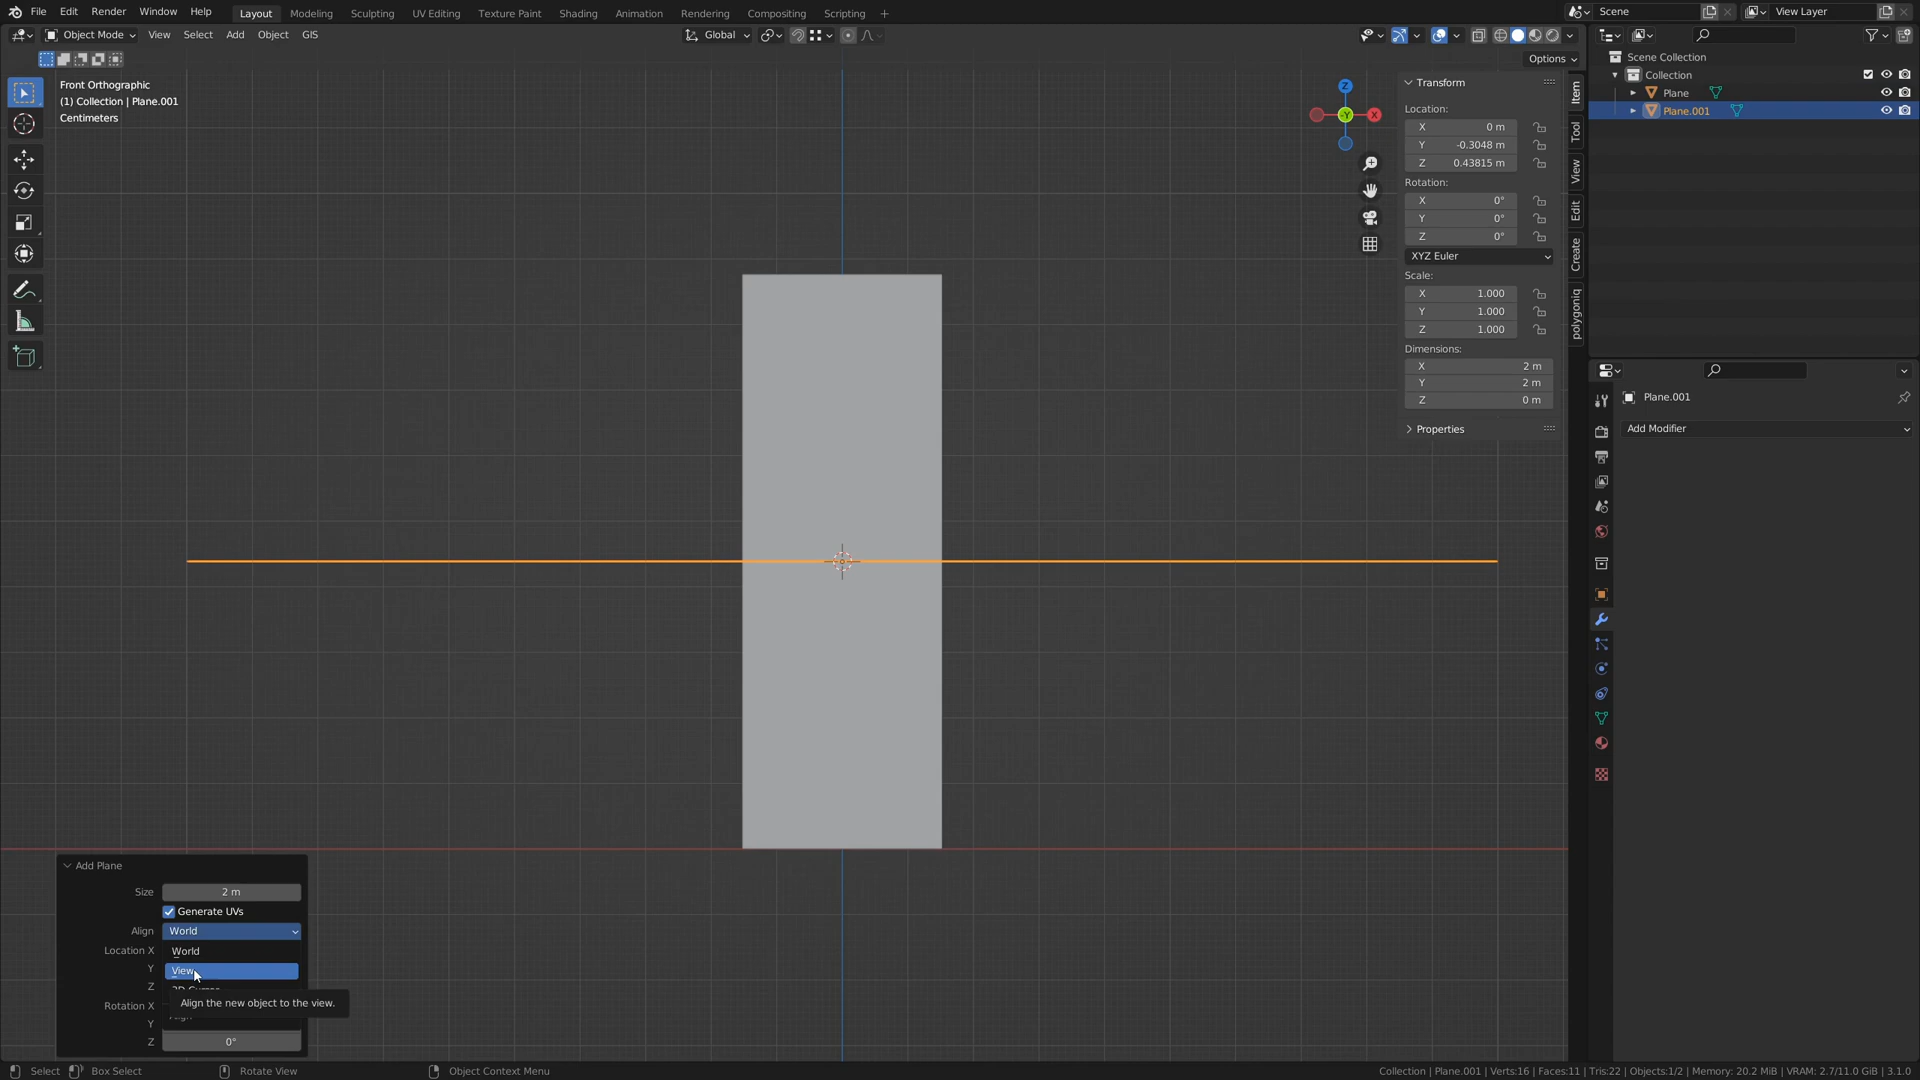 File Edit Render Window Help Layout Modeling Sculpting UV Editing Texture Paint Shading Animation Rendering Compositing Scripting + Scene View Layer
Object Mode View Select Add Object GIS Global
Options
Front Orthographic
(1) Collection | Plane.001
Centimeters
Z
Y
X
Transform
Location:
X 0 m
Y -0.3048 m
Z 0.43815 m
Rotation:
X 0°
Y 0°
Z 0°
XYZ Euler
Scale:
X 1.000
Y 1.000
Z 1.000
Dimensions:
X 2 m
Y 2 m
Z 0 m
Properties
Item
Tool
View
Edit
Create
polygoniq
Scene Collection
Collection
Plane
Plane.001
Plane.001
Add Modifier
Add Plane
Size 2 m
Generate UVs
Align World
Location X World
Y View
Z
Align the new object to the view.
Rotation X
Y
Z 0°
Select Box Select Rotate View Object Context Menu
Collection | Plane.001 | Verts:16 | Faces:11 | Tris:22 | Objects:1/2 | Memory: 20.2 MiB | VRAM: 2.7/11.0 GiB | 3.1.0